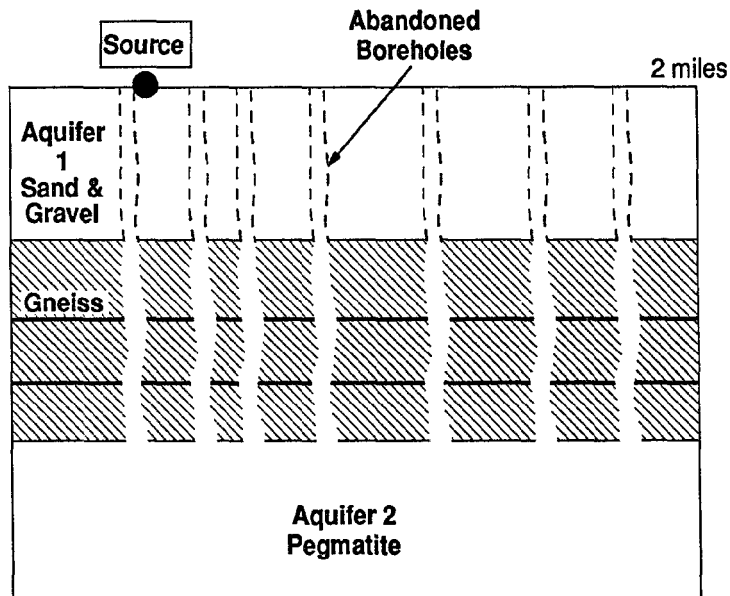 Source
Abandoned
Boreholes
2 miles
Aquifer
1
Sand &
Gravel
Gneiss
Aquifer 2
Pegmatite